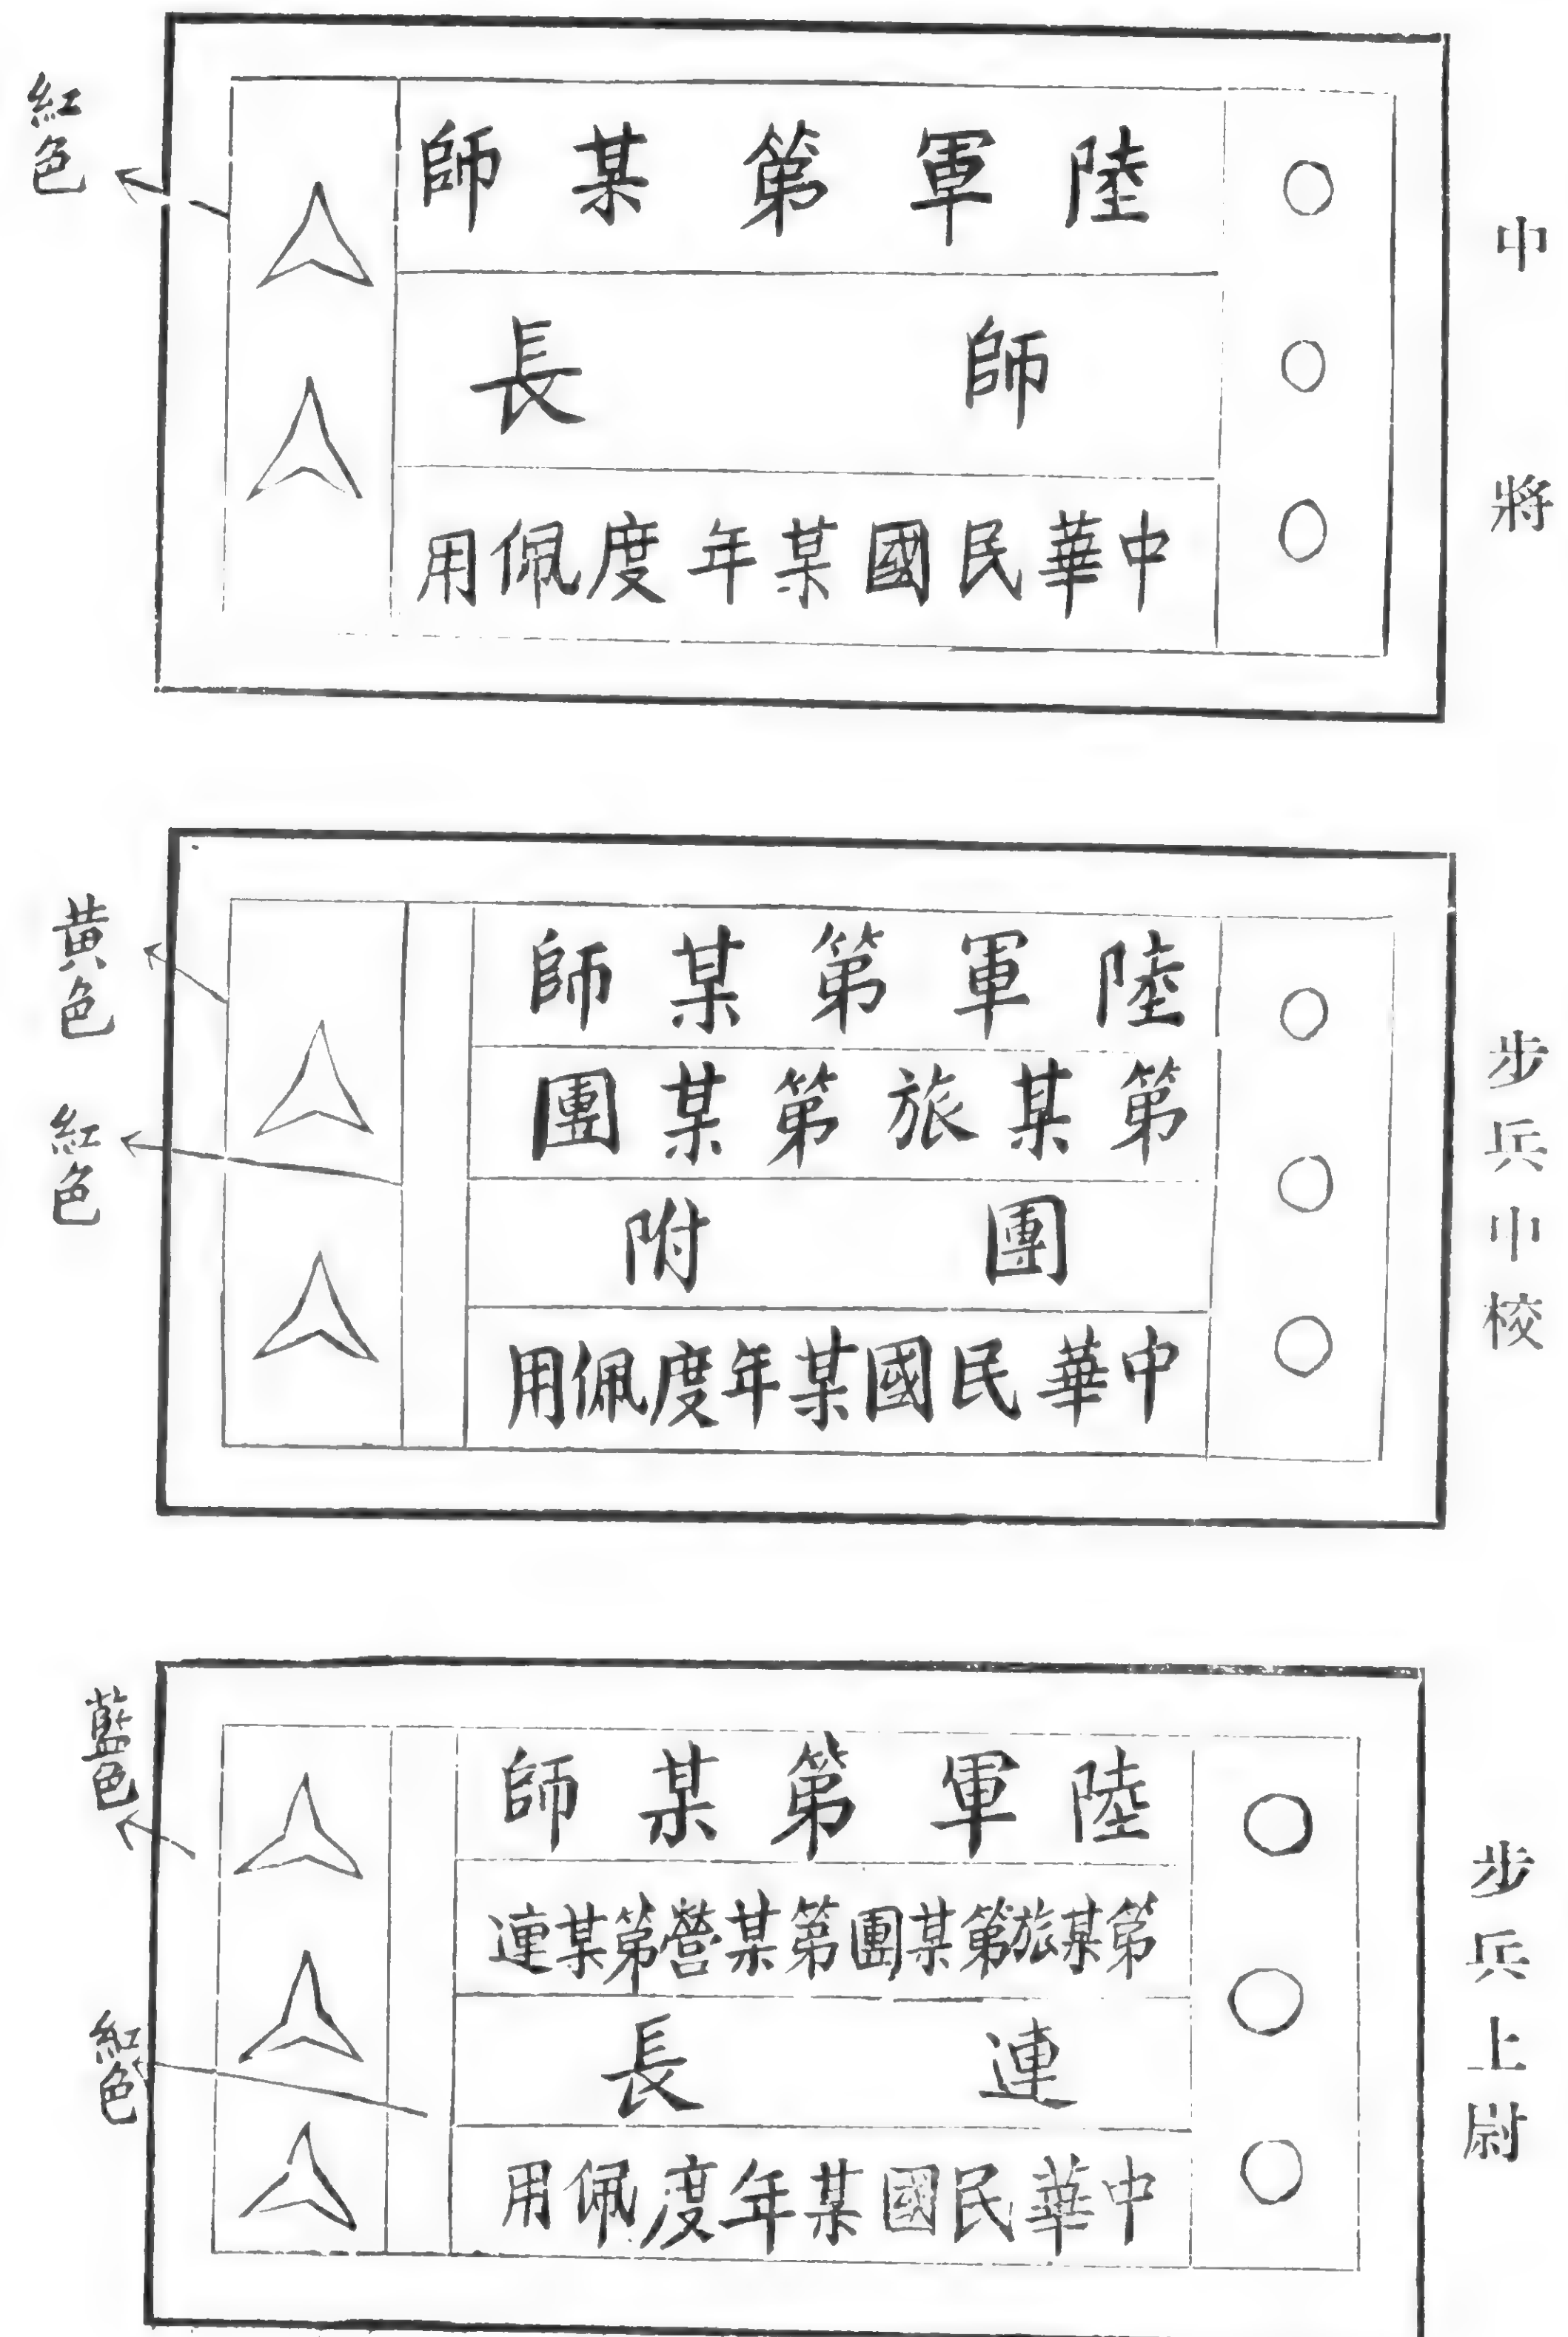 中將
陸軍第某師
師長
中華民國某年度佩用
紅色
步兵中校
陸軍第某師
第某旅第某團
團附
中華民國某年度佩用
黃色
紅色
步兵上尉
陸軍第某師
第某旅第某團第某營第某連
連長
中華民國某年度佩用
藍色
紅色